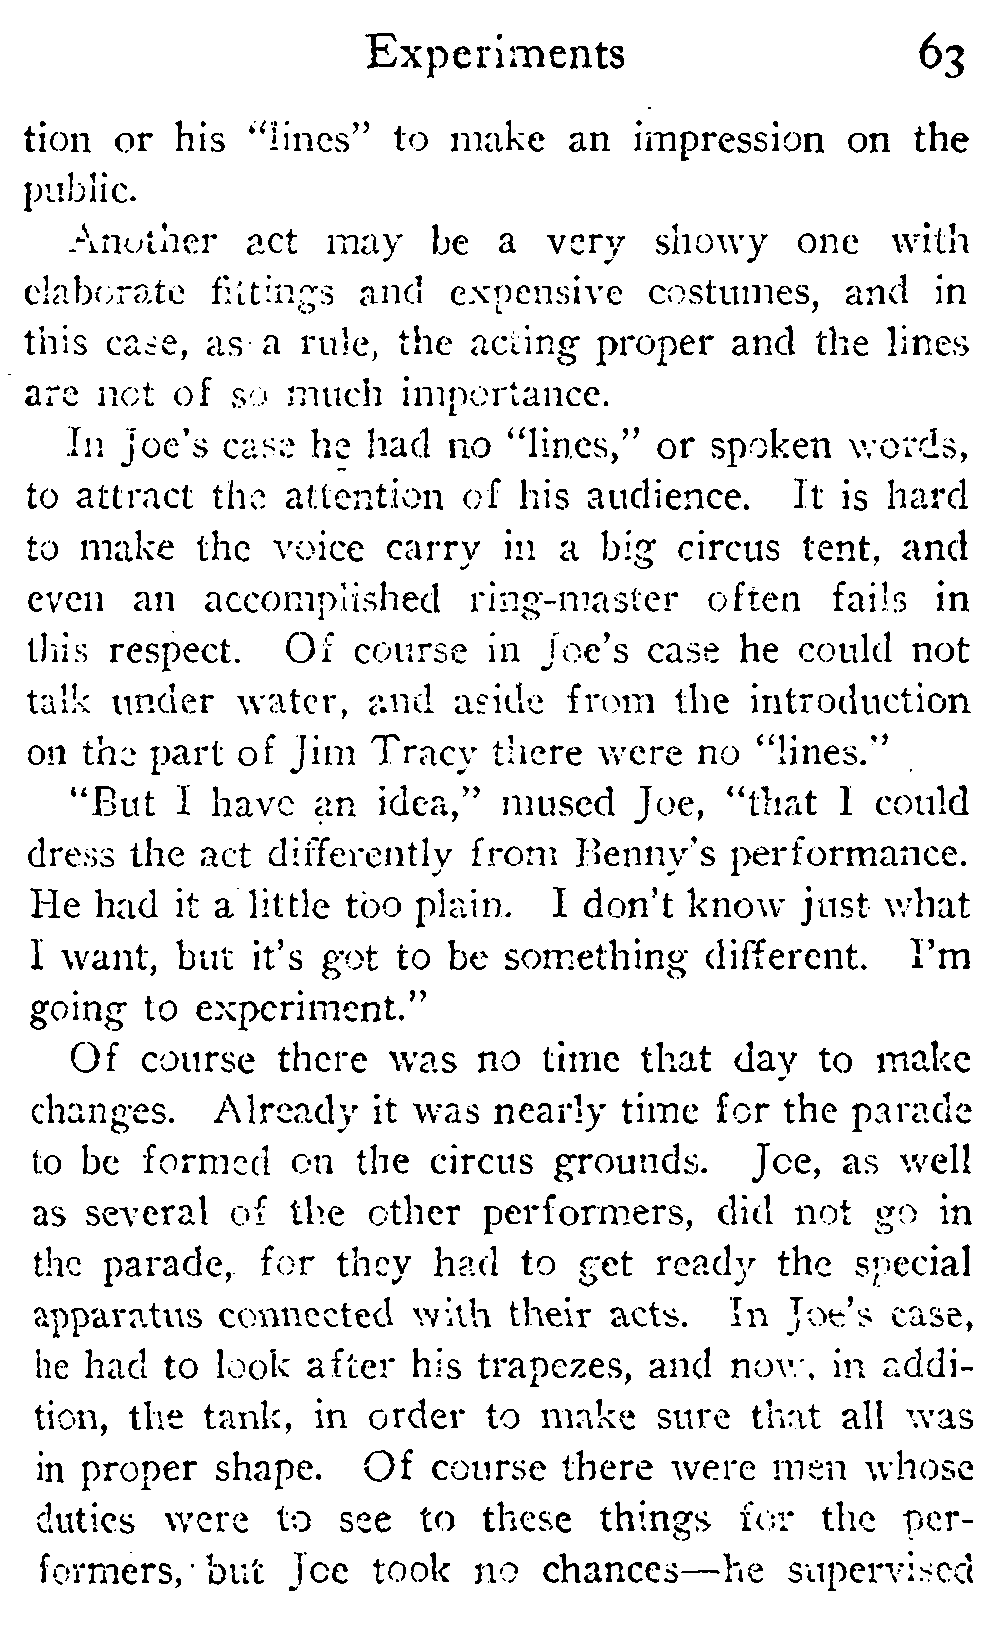 Experiments 63
tion or his “lines” to make an impression on the
public.
Another act may be a very showy one with
elaborate fittings and expensive costumes, and in
this case, as a rule, the acting proper and the lines
are not of so much importance.
In Joe’s case he had no “lines,” or spoken words,
to attract the attention of his audience. It is hard
to make the voice carry in a big circus tent, and
even an accomplished ring-master often fails in
this respect. Of course in Joe’s case he could not
talk under water, and aside from the introduction
on the part of Jim Tracy there were no “lines.”
“But I have an idea,” mused Joe, “that I could
dress the act differently from Benny’s performance.
He had it a little too plain. I don’t know just what
I want, but it’s got to be something different. I’m
going to experiment.”
Of course there was no time that day to make
changes. Already it was nearly time for the parade
to be formed on the circus grounds. Joe, as well
as several of the other performers, did not go in
the parade, for they had to get ready the special
apparatus connected with their acts. In Joe’s case,
he had to look after his trapezes, and now, in addi-
tion, the tank, in order to make sure that all was
in proper shape. Of course there were men whose
duties were to see to these things for the per-
formers, but Joe took no chances—he supervised